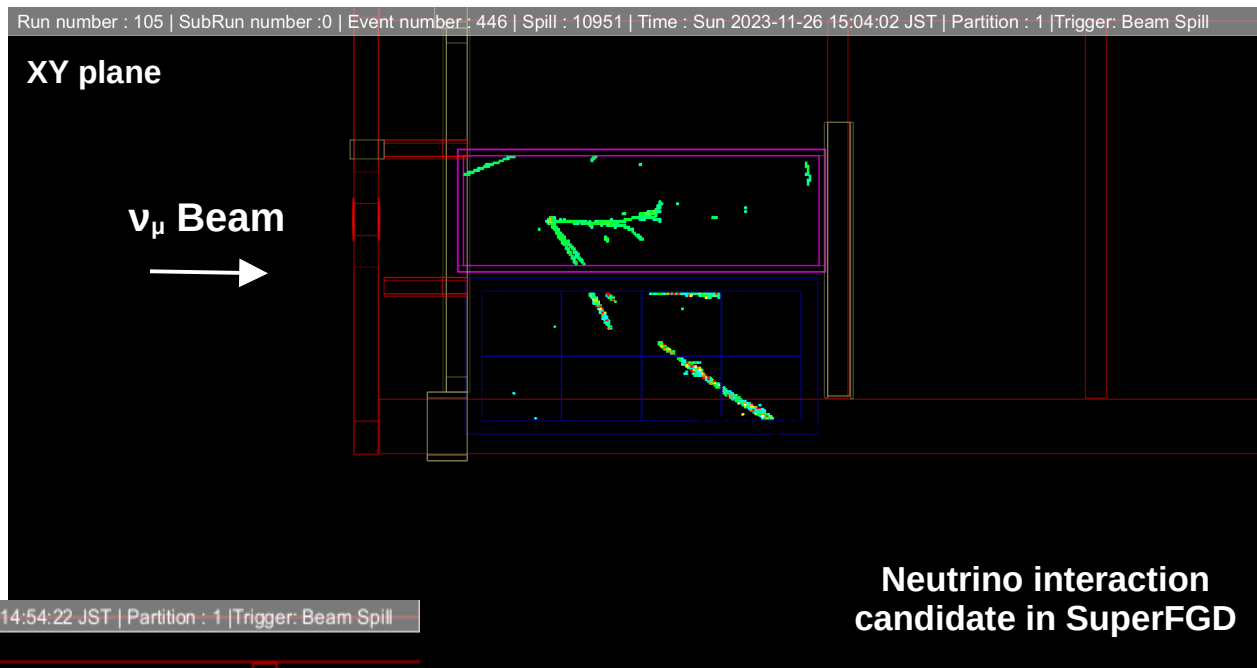 Run number : 105 | SubRun number :0 | Event number : 446 | Spill : 10951 | Time : Sun 2023-11-26 15:04:02 JST | Partition : 1 |Trigger: Beam Spill
XY plane
νμ Beam
Neutrino interaction
candidate in SuperFGD
14:54:22 JST | Partition : 1 |Trigger: Beam Spill